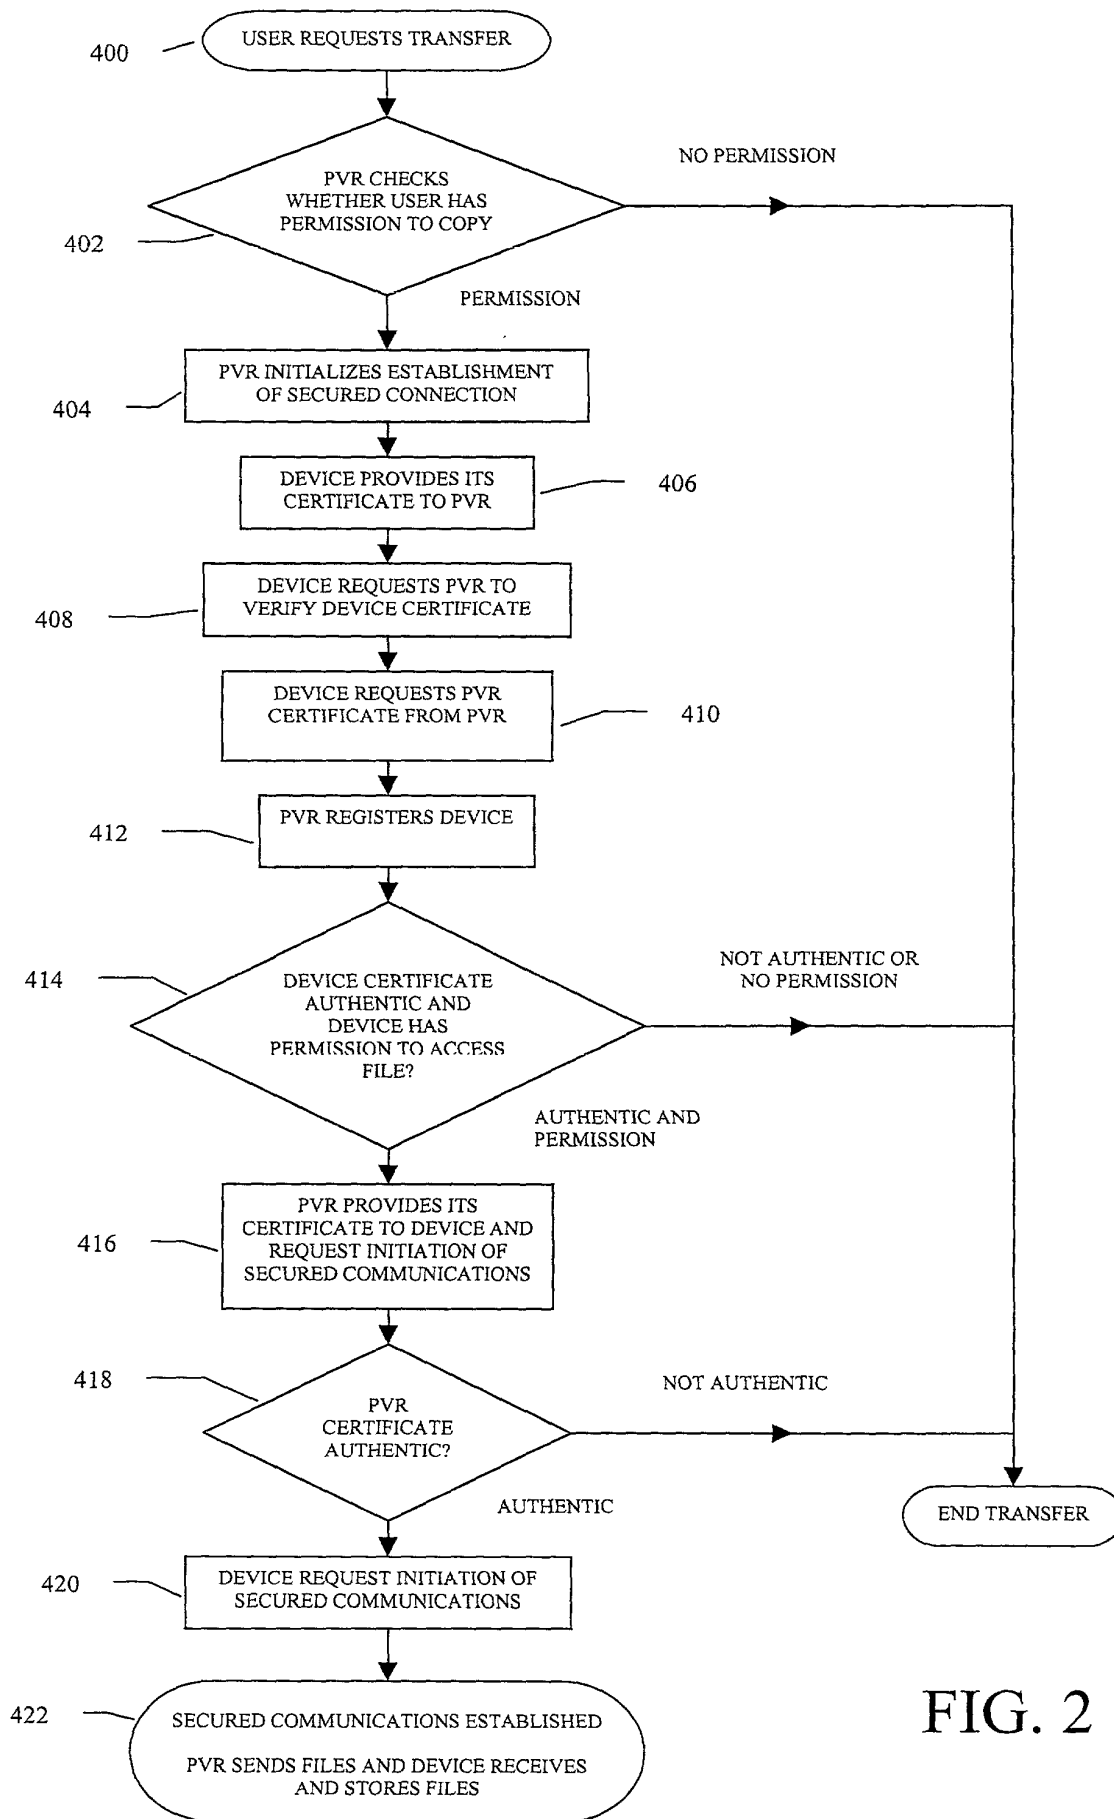 400
USER REQUESTS TRANSFER
NO PERMISSION
PVR CHECKS
WHETHER USER HAS
PERMISSION TO COPY
402
PERMISSION
PVR INITIALIZES ESTABLISHMENT
OF SECURED CONNECTION
404
DEVICE PROVIDES ITS
CERTIFICATE TO PVR
406
DEVICE REQUESTS PVR TO
VERIFY DEVICE CERTIFICATE
408
DEVICE REQUESTS PVR
CERTIFICATE FROM PVR
410
PVR REGISTERS DEVICE
412
414
DEVICE CERTIFICATE
AUTHENTIC AND
DEVICE HAS
PERMISSION TO ACCESS
FILE?
NOT AUTHENTIC OR
NO PERMISSION
AUTHENTIC AND
PERMISSION
PVR PROVIDES ITS
CERTIFICATE TO DEVICE AND
REQUEST INITIATION OF
SECURED COMMUNICATIONS
416
418
PVR
CERTIFICATE
AUTHENTIC?
NOT AUTHENTIC
AUTHENTIC
END TRANSFER
420
DEVICE REQUEST INITIATION OF
SECURED COMMUNICATIONS
422
SECURED COMMUNICATIONS ESTABLISHED
PVR SENDS FILES AND DEVICE RECEIVES
AND STORES FILES
FIG. 2